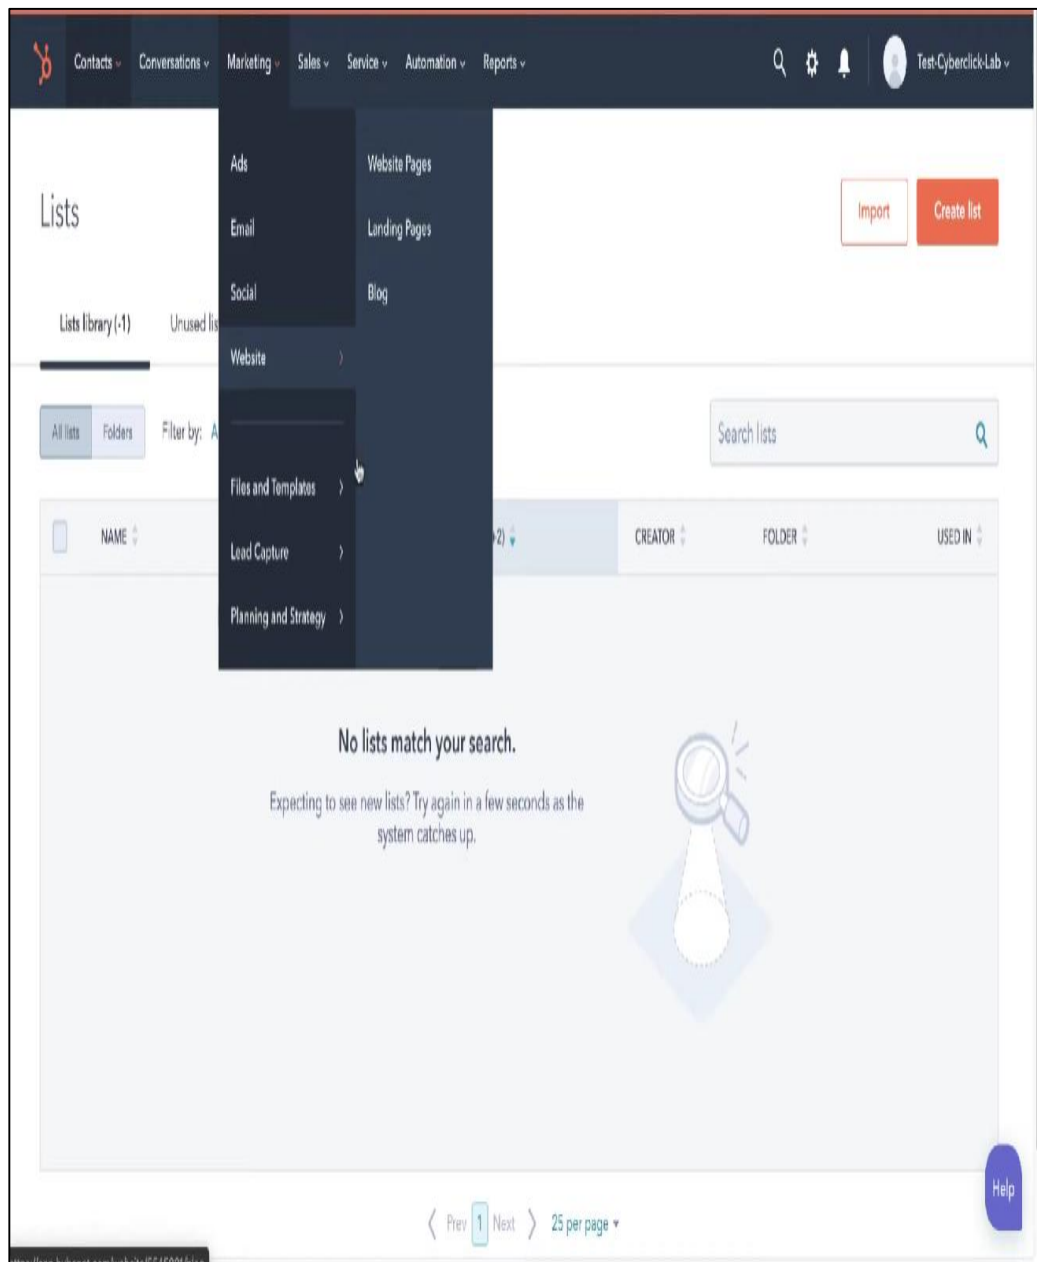 Contacts Conversations Marketing Sales Service Automation Reports Test-Cyberclick-Lab
Ads Website Pages
Lists Import Create list
Email Landing Pages
Social Blog
Lists library (-1) Unused lis
Website
All lists Folders Filter by: A Search lists
Files and Templates
NAME +2) CREATOR FOLDER USED IN
Lead Capture
Planning and Strategy
No lists match your search.
Expecting to see new lists? Try again in a few seconds as the
system catches up.
Help
Prev 1 Next 25 per page